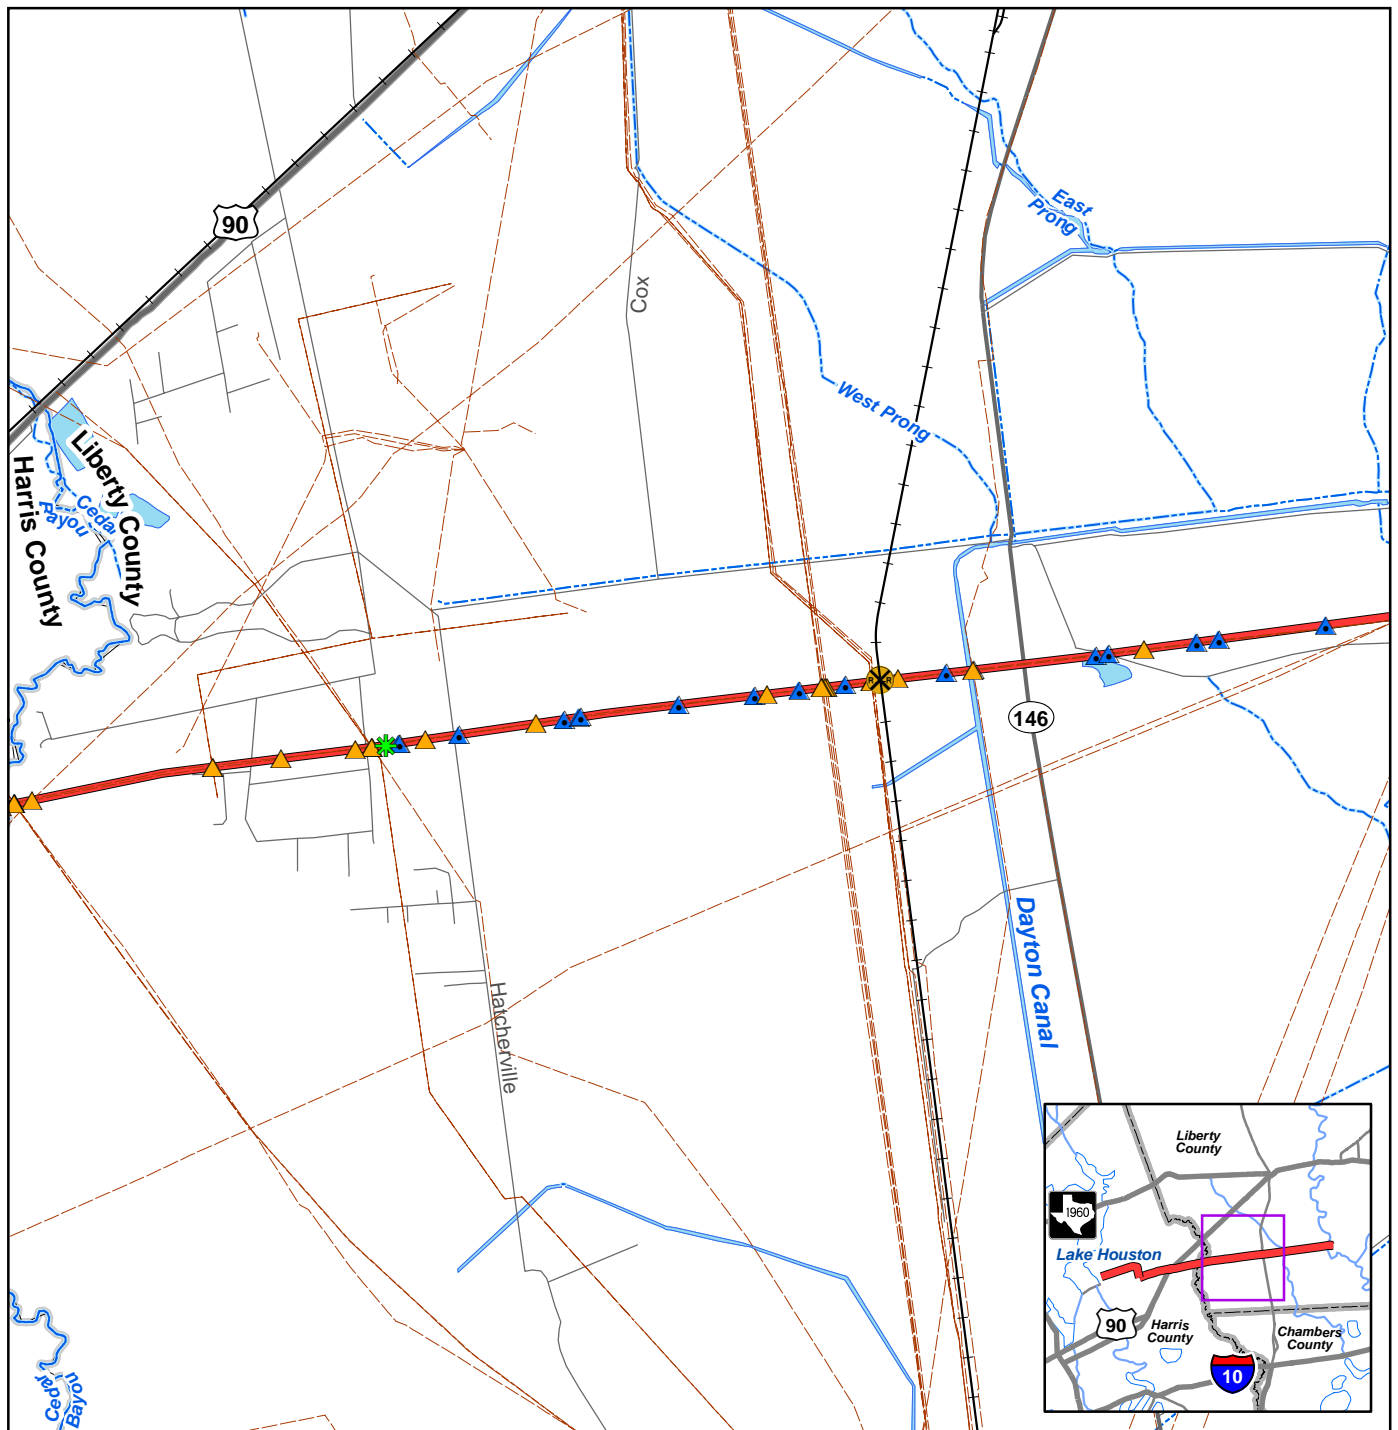 90
East
Prong
Cox
West Prong
Liberty County
Harris County
Cedar
Bayou
R R
146
Dayton Canal
Hatcherville
Cedar
Bayou
Liberty
County
1960
Lake Houston
90
Harris
County
Chambers
County
10